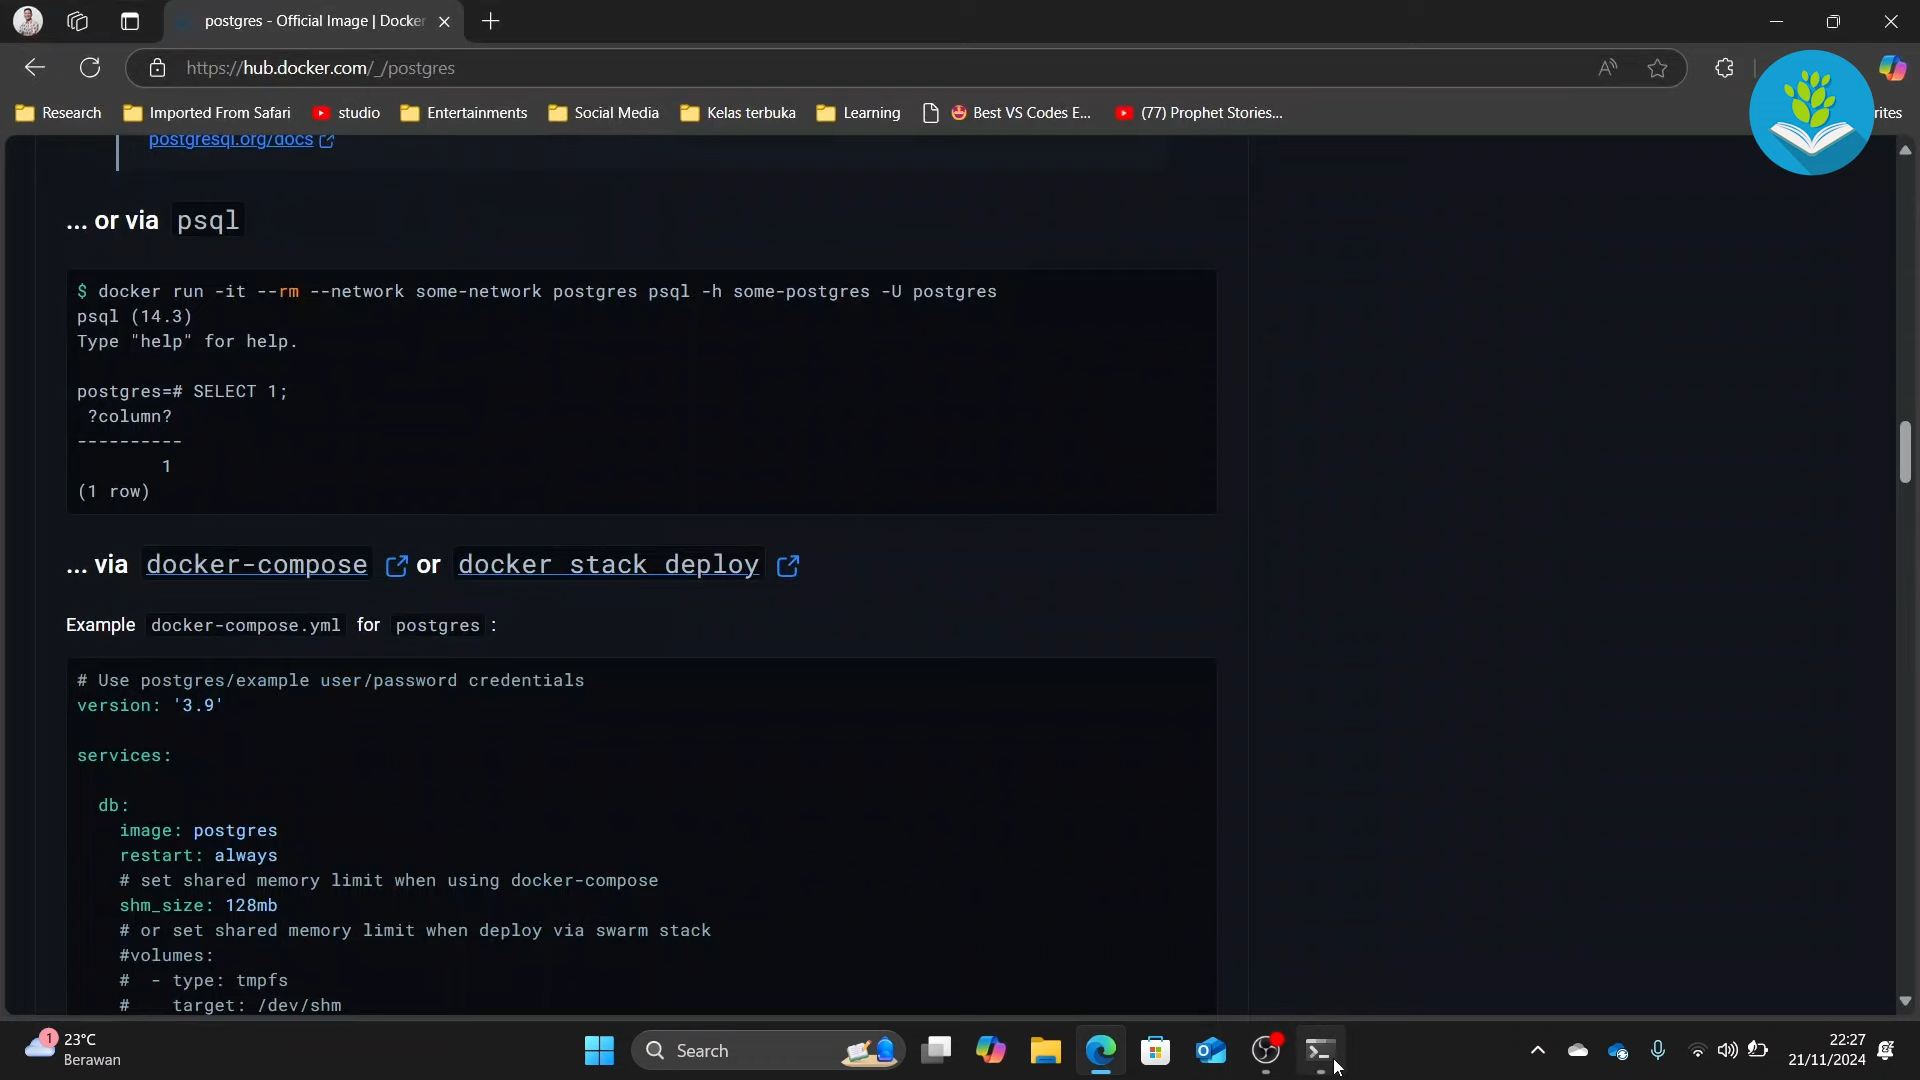 postgres - Official Image | Docker
https://hub.docker.com/_/postgres
Research
Imported From Safari
studio
Entertainments
Social Media
Kelas terbuka
Learning
Best VS Codes E...
(77) Prophet Stories...
rites
postgresql.org/docs
... or via psql
$ docker run -it --rm --network some-network postgres psql -h some-postgres -U postgres
psql (14.3)
Type "help" for help.
postgres=# SELECT 1;
?column?
----------
1
(1 row)
... via docker-compose or docker stack deploy
Example docker-compose.yml for postgres :
# Use postgres/example user/password credentials
version: '3.9'
services:
db:
image: postgres
restart: always
# set shared memory limit when using docker-compose
shm_size: 128mb
# or set shared memory limit when deploy via swarm stack
#volumes:
# - type: tmpfs
# target: /dev/shm
1
23°C
Berawan
Search
22:27
21/11/2024